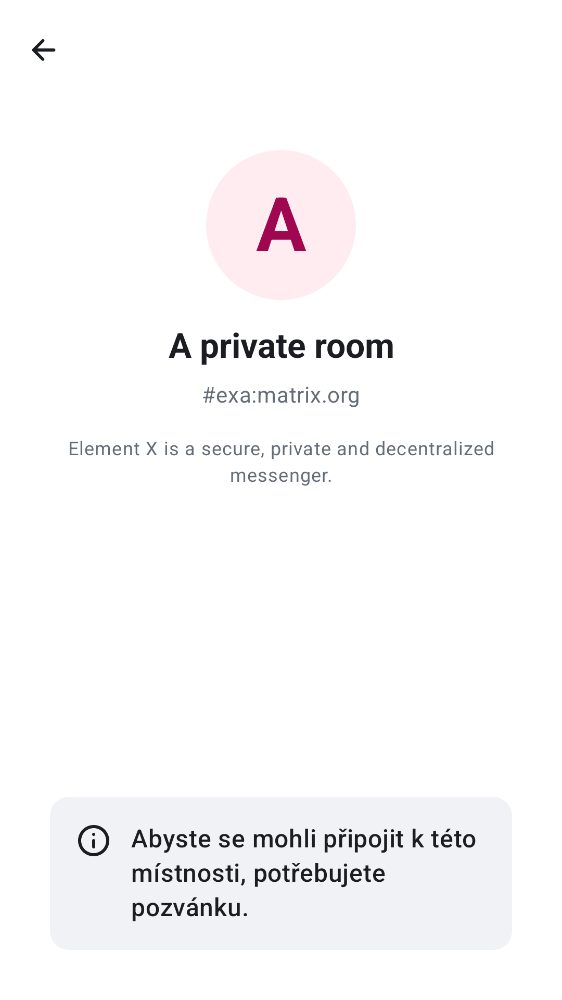 A
A private room
#exa:matrix.org
Element X is a secure, private and decentralized
messenger.
Abyste se mohli připojit k této
místnosti, potřebujete
pozvánku.